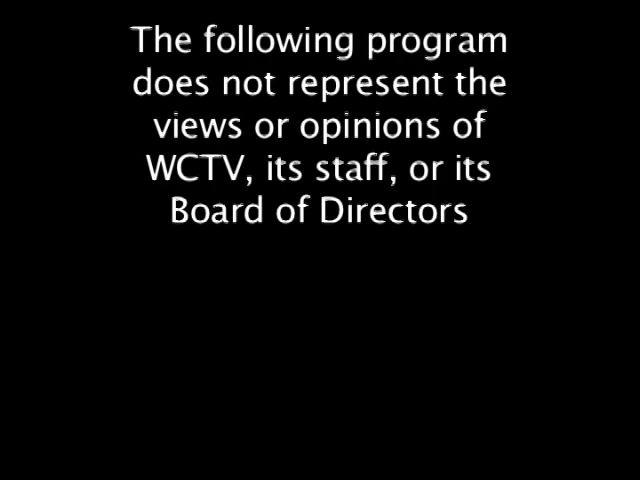 The following program
does not represent the
views or opinions of
WCTV, its staff, or its
Board of Directors